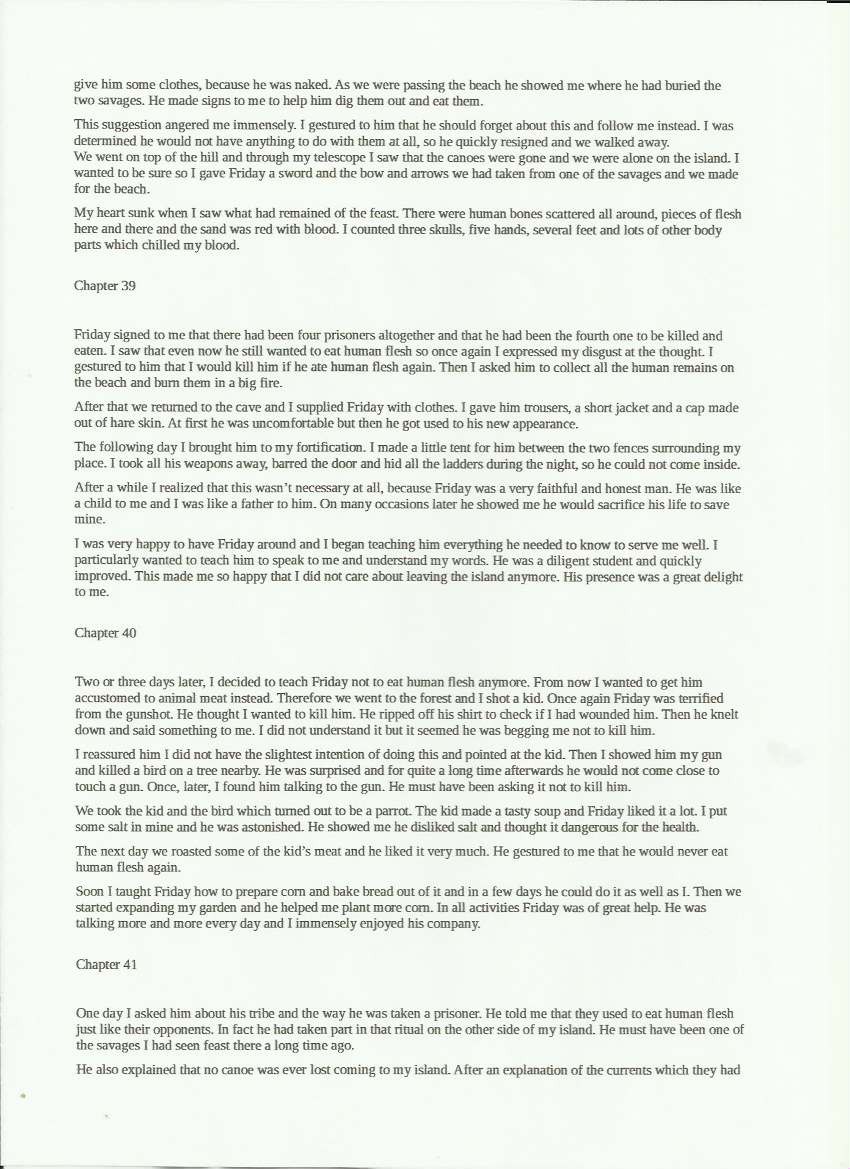 give him some clothes, because he was naked. As we were passing the beach he showed me where he had buried the
two savages. He made signs to me to help him dig them out and eat them.
This suggestion angered me immensely. I gestured to him that he should forget about this and follow me instead. I was
determined he would not have anything to do with them at all, so he quickly resigned and we walked away.
We went on top of the hill and through my telescope I saw that the canoes were gone and we were alone on the island. I
wanted to be sure so I gave Friday a sword and the bow and arrows we had taken from one of the savages and we made
for the beach.
My heart sunk when I saw what had remained of the feast. There were human bones scattered all around, pieces of flesh
here and there and the sand was red with blood. I counted three skulls, five hands, several feet and lots of other body
parts which chilled my blood.
Chapter 39
Friday signed to me that there had been four prisoners altogether and that he had been the fourth one to be killed and
eaten. I saw that even now he still wanted to eat human flesh so once again I expressed my disgust at the thought. I
gestured to him that I would kill him if he ate human flesh again. Then I asked him to collect all the human remains on
the beach and burn them in a big fire.
After that we returned to the cave and I supplied Friday with clothes. I gave him trousers, a short jacket and a cap made
out of hare skin. At first he was uncomfortable but then he got used to his new appearance.
The following day I brought him to my fortification. I made a little tent for him between the two fences surrounding my
place. I took all his weapons away, barred the door and hid all the ladders during the night, so he could not come inside.
After a while I realized that this wasn't necessary at all, because Friday was a very faithful and honest man. He was like
a child to me and I was like a father to him. On many occasions later he showed me he would sacrifice his life to save
mine.
I was very happy to have Friday around and I began teaching him everything he needed to know to serve me well. I
particularly wanted to teach him to speak to me and understand my words. He was a diligent student and quickly
improved. This made me so happy that I did not care about leaving the island anymore. His presence was a great delight
to me.
Chapter 40
Two or three days later, I decided to teach Friday not to eat human flesh anymore. From now I wanted to get him
accustomed to animal meat instead. Therefore we went to the forest and I shot a kid. Once again Friday was terrified
from the gunshot. He thought I wanted to kill him. He ripped off his shirt to check if I had wounded him. Then he knelt
down and said something to me. I did not understand it but it seemed he was begging me not to kill him.
I reassured him I did not have the slightest intention of doing this and pointed at the kid. Then I showed him my gun
and killed a bird on a tree nearby. He was surprised and for quite a long time afterwards he would not come close to
touch a gun. Once, later, I found him talking to the gun. He must have been asking it not to kill him.
We took the kid and the bird which turned out to be a parrot. The kid made a tasty soup and Friday liked it a lot. I put
some salt in mine and he was astonished. He showed me he disliked salt and thought it dangerous for the health.
The next day we roasted some of the kid's meat and he liked it very much. He gestured to me that he would never eat
human flesh again.
Soon I taught Friday how to prepare corn and bake bread out of it and in a few days he could do it as well as I. Then we
started expanding my garden and he helped me plant more corn. In all activities Friday was of great help. He was
talking more and more every day and I immensely enjoyed his company.
Chapter 41
One day I asked him about his tribe and the way he was taken a prisoner. He told me that they used to eat human flesh
just like their opponents. In fact he had taken part in that ritual on the other side of my island. He must have been one of
the savages I had seen feast there a long time ago.
He also explained that no canoe was ever lost coming to my island. After an explanation of the currents which they had